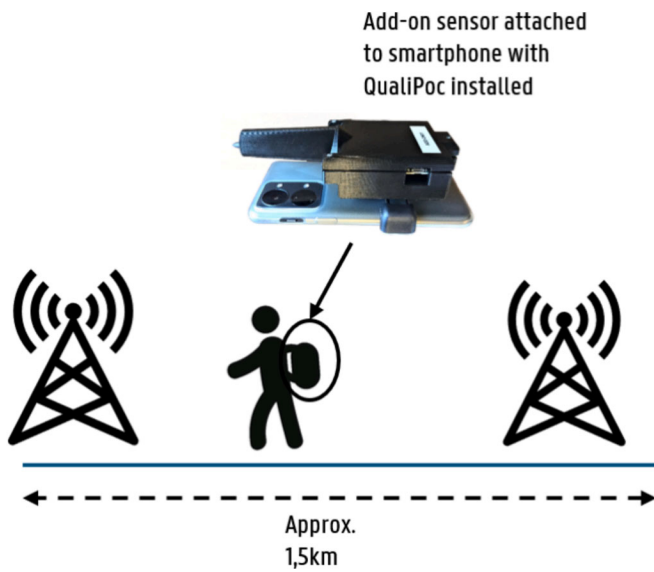 Add-on sensor attached
to smartphone with
QualiPoc installed
Approx.
1,5km